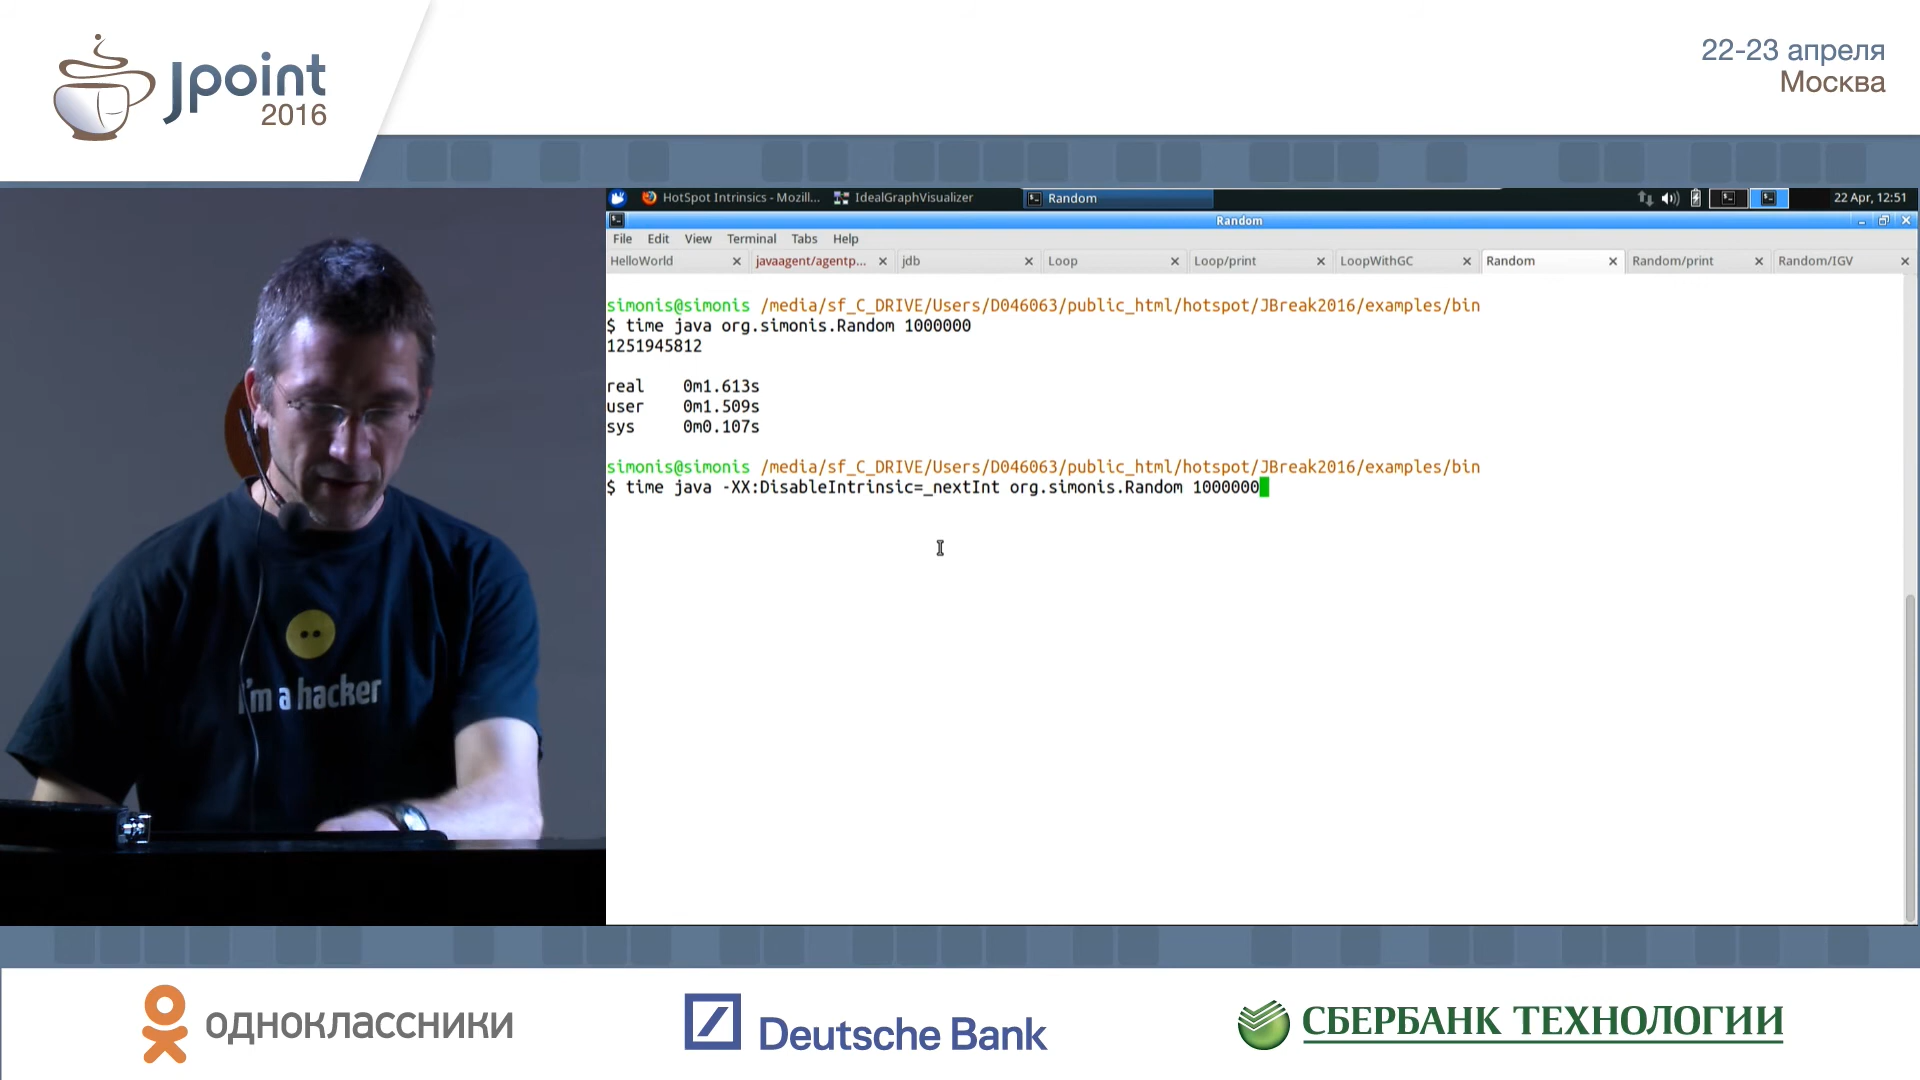 Jpoint
2016
22-23 апреля
Москва
HotSpot Intrinsics - Mozill...
IdealGraphVisualizer
Random
22 Apr, 12:51
Random
File Edit View Terminal Tabs Help
HelloWorld
javaagent/agentp...
jdb
Loop
Loop/print
LoopWithGC
Random
Random/print
Random/IGV
simonis@simonis /media/sf_C_DRIVE/Users/D046063/public_html/hotspot/JBreak2016/examples/bin
$ time java org.simonis.Random 1000000
1251945812
real 0m1.613s
user 0m1.509s
sys 0m0.107s
simonis@simonis /media/sf_C_DRIVE/Users/D046063/public_html/hotspot/JBreak2016/examples/bin
$ time java -XX:DisableIntrinsic=_nextInt org.simonis.Random 1000000
I'm a hacker
одноклассники
Deutsche Bank
СБЕРБАНК ТЕХНОЛОГИИ